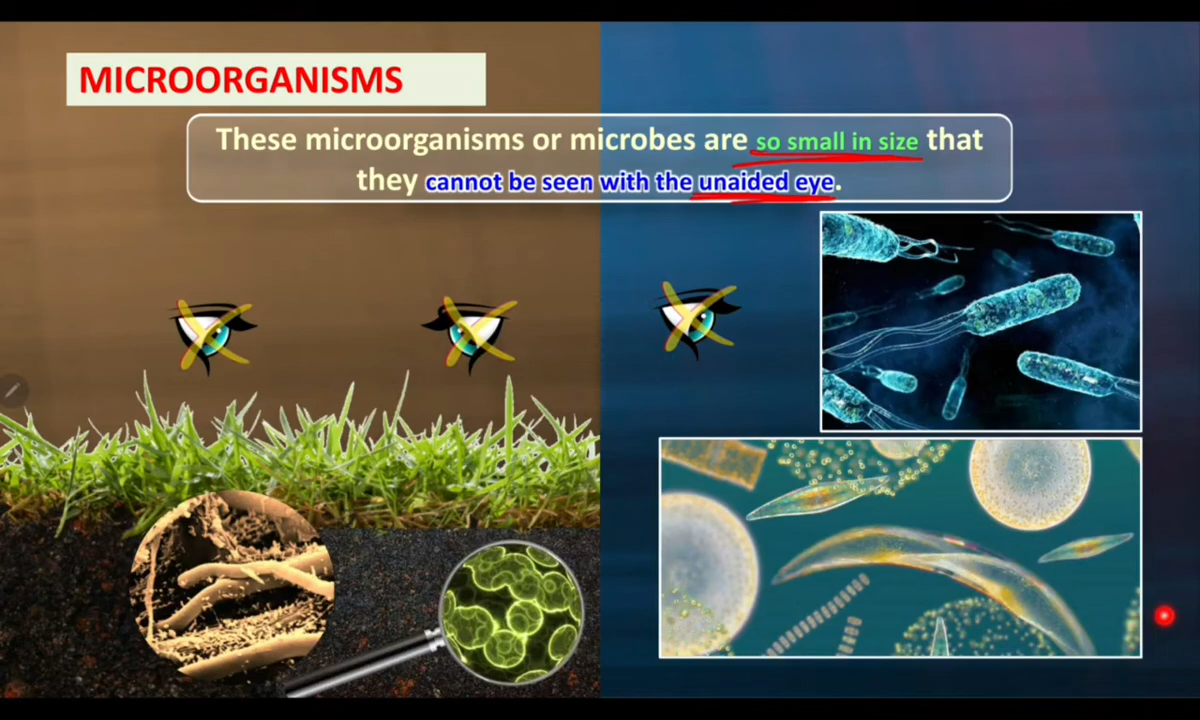 MICROORGANISMS
These microorganisms or microbes are so small in size that
they cannot be seen with the unaided eye.